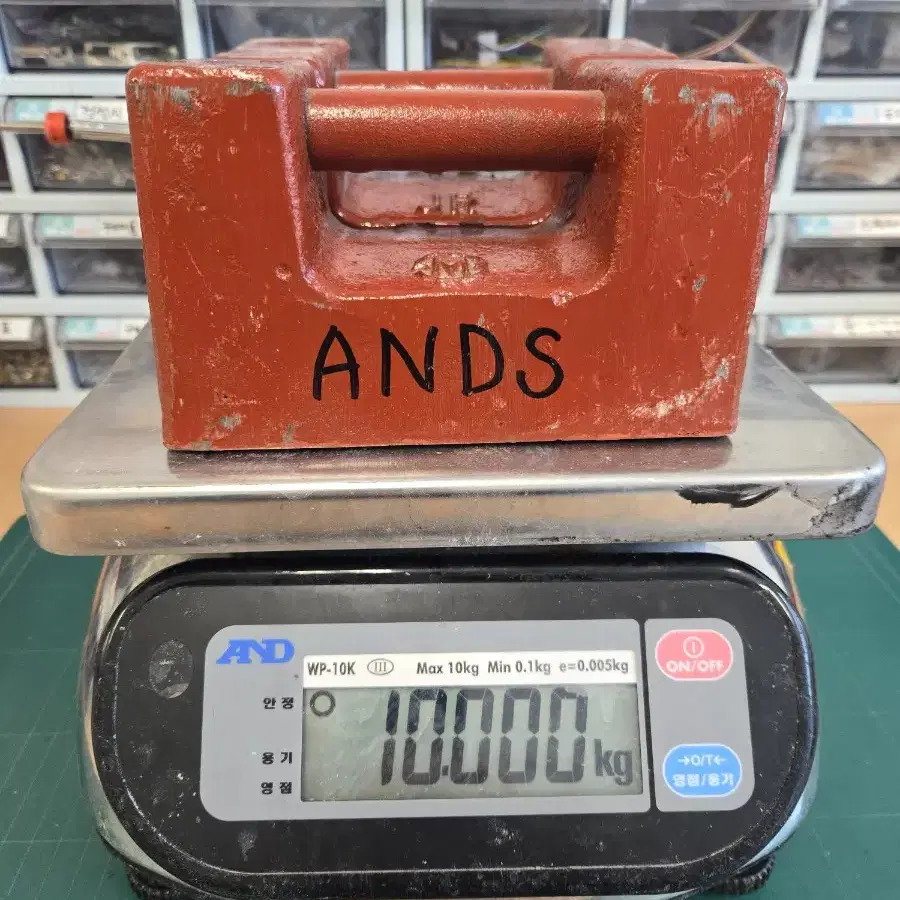 ANDS
AND
WP-10K III Max 10kg Min 0.1kg e=0.005kg
안 정
용 기
영 점
10.000 kg
ON/OFF
→O/T←
영점/용기